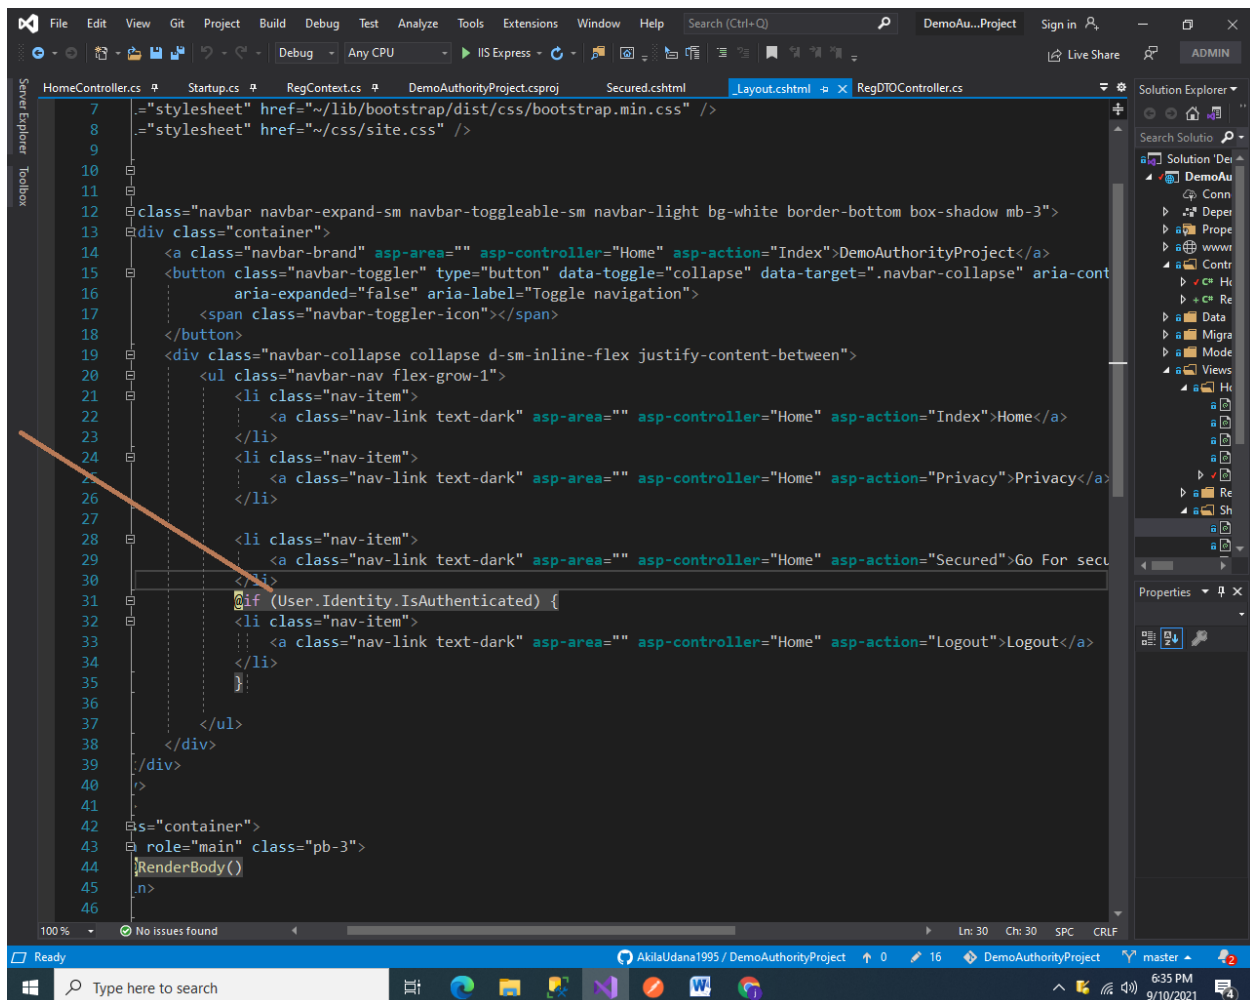 File Edit View Git Project Build Debug Test Analyze Tools Extensions Window Help Search (Ctrl+Q) DemoAu...Project Sign in
Debug Any CPU IIS Express Live Share ADMIN
Server Explorer
Toolbox
HomeController.cs Startup.cs RegContext.cs DemoAuthorityProject.csproj Secured.cshtml _Layout.cshtml RegDTOController.cs
7 .="stylesheet" href="~/lib/bootstrap/dist/css/bootstrap.min.css" />
8 .="stylesheet" href="~/css/site.css" />
9
10
11
12 class="navbar navbar-expand-sm navbar-toggleable-sm navbar-light bg-white border-bottom box-shadow mb-3">
13 div class="container">
14 <a class="navbar-brand" asp-area="" asp-controller="Home" asp-action="Index">DemoAuthorityProject</a>
15 <button class="navbar-toggler" type="button" data-toggle="collapse" data-target=".navbar-collapse" aria-cont
16 aria-expanded="false" aria-label="Toggle navigation">
17 <span class="navbar-toggler-icon"></span>
18 </button>
19 <div class="navbar-collapse collapse d-sm-inline-flex justify-content-between">
20 <ul class="navbar-nav flex-grow-1">
21 <li class="nav-item">
22 <a class="nav-link text-dark" asp-area="" asp-controller="Home" asp-action="Index">Home</a>
23 </li>
24 <li class="nav-item">
25 <a class="nav-link text-dark" asp-area="" asp-controller="Home" asp-action="Privacy">Privacy</a>
26 </li>
27
28 <li class="nav-item">
29 <a class="nav-link text-dark" asp-area="" asp-controller="Home" asp-action="Secured">Go For secu
30 </li>
31 @if (User.Identity.IsAuthenticated) {
32 <li class="nav-item">
33 <a class="nav-link text-dark" asp-area="" asp-controller="Home" asp-action="Logout">Logout</a>
34 </li>
35 }
36
37 </ul>
38 </div>
39 :/div>
40 />
41
42 s="container">
43 role="main" class="pb-3">
44 RenderBody()
45 .n>
46
100 % No issues found Ln: 30 Ch: 30 SPC CRLF
Solution Explorer
Search Solutio
Solution 'De
DemoAu
Conn
Deper
Prope
wwwr
Contr
C# Ho
C# Re
Data
Migra
Mode
Views
Ho
Re
Sh
Properties
Ready AkilaUdana1995 / DemoAuthorityProject 0 16 DemoAuthorityProject master 2
Type here to search 6:35 PM
9/10/2021 4